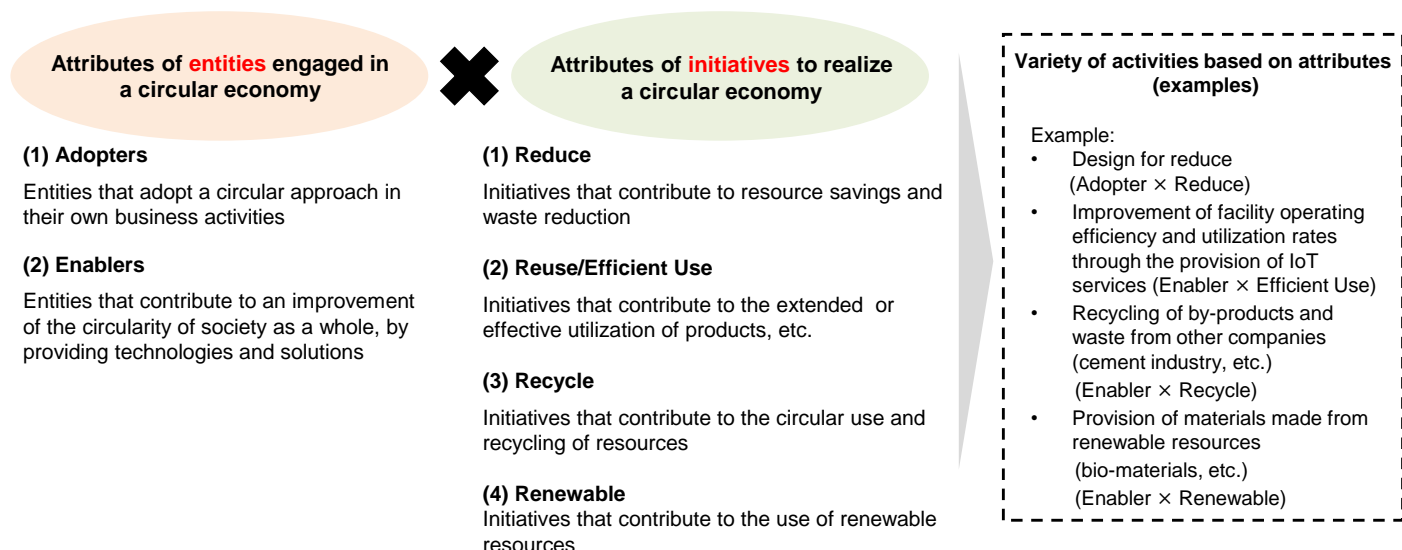 Attributes of entities engaged in
a circular economy
(1) Adopters
Entities that adopt a circular approach in
their own business activities
(2) Enablers
Entities that contribute to an improvement
of the circularity of society as a whole, by
providing technologies and solutions
Attributes of initiatives to realize
a circular economy
(1) Reduce
Initiatives that contribute to resource savings and
waste reduction
(2) Reuse/Efficient Use
Initiatives that contribute to the extended or
effective utilization of products, etc.
(3) Recycle
Initiatives that contribute to the circular use and
recycling of resources
(4) Renewable
Initiatives that contribute to the use of renewable
resources
Variety of activities based on attributes
(examples)
Example:
• Design for reduce
(Adopter × Reduce)
• Improvement of facility operating
efficiency and utilization rates
through the provision of IoT
services (Enabler × Efficient Use)
• Recycling of by-products and
waste from other companies
(cement industry, etc.)
(Enabler × Recycle)
• Provision of materials made from
renewable resources
(bio-materials, etc.)
(Enabler × Renewable)